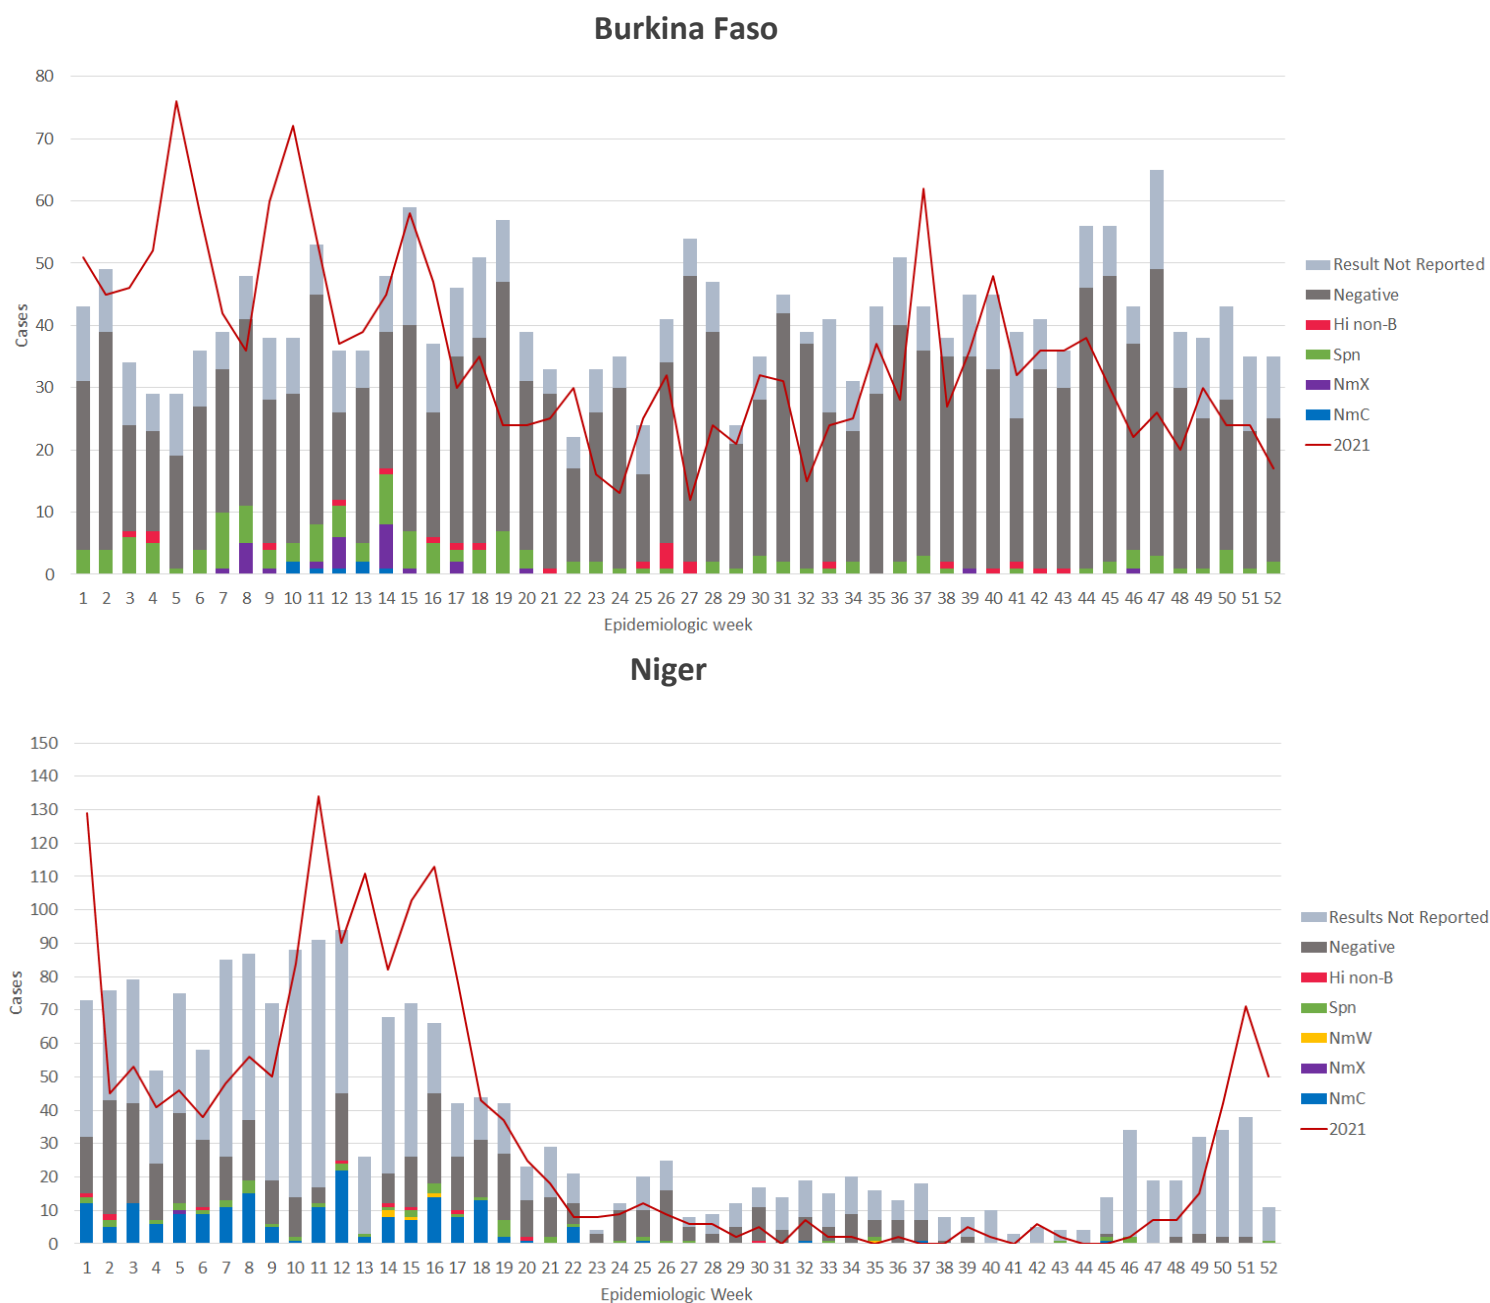 Burkina Faso
80
70
60
50
40
30
20
10
0
Cases
1 2 3 4 5 6 7 8 9 10 11 12 13 14 15 16 17 18 19 20 21 22 23 24 25 26 27 28 29 30 31 32 33 34 35 36 37 38 39 40 41 42 43 44 45 46 47 48 49 50 51 52
Epidemiologic week
Result Not Reported
Negative
Hi non-B
Spn
NmX
NmC
2021
Niger
150
140
130
120
110
100
90
80
70
60
50
40
30
20
10
0
Cases
1 2 3 4 5 6 7 8 9 10 11 12 13 14 15 16 17 18 19 20 21 22 23 24 25 26 27 28 29 30 31 32 33 34 35 36 37 38 39 40 41 42 43 44 45 46 47 48 49 50 51 52
Epidemiologic Week
Results Not Reported
Negative
Hi non-B
Spn
NmW
NmX
NmC
2021